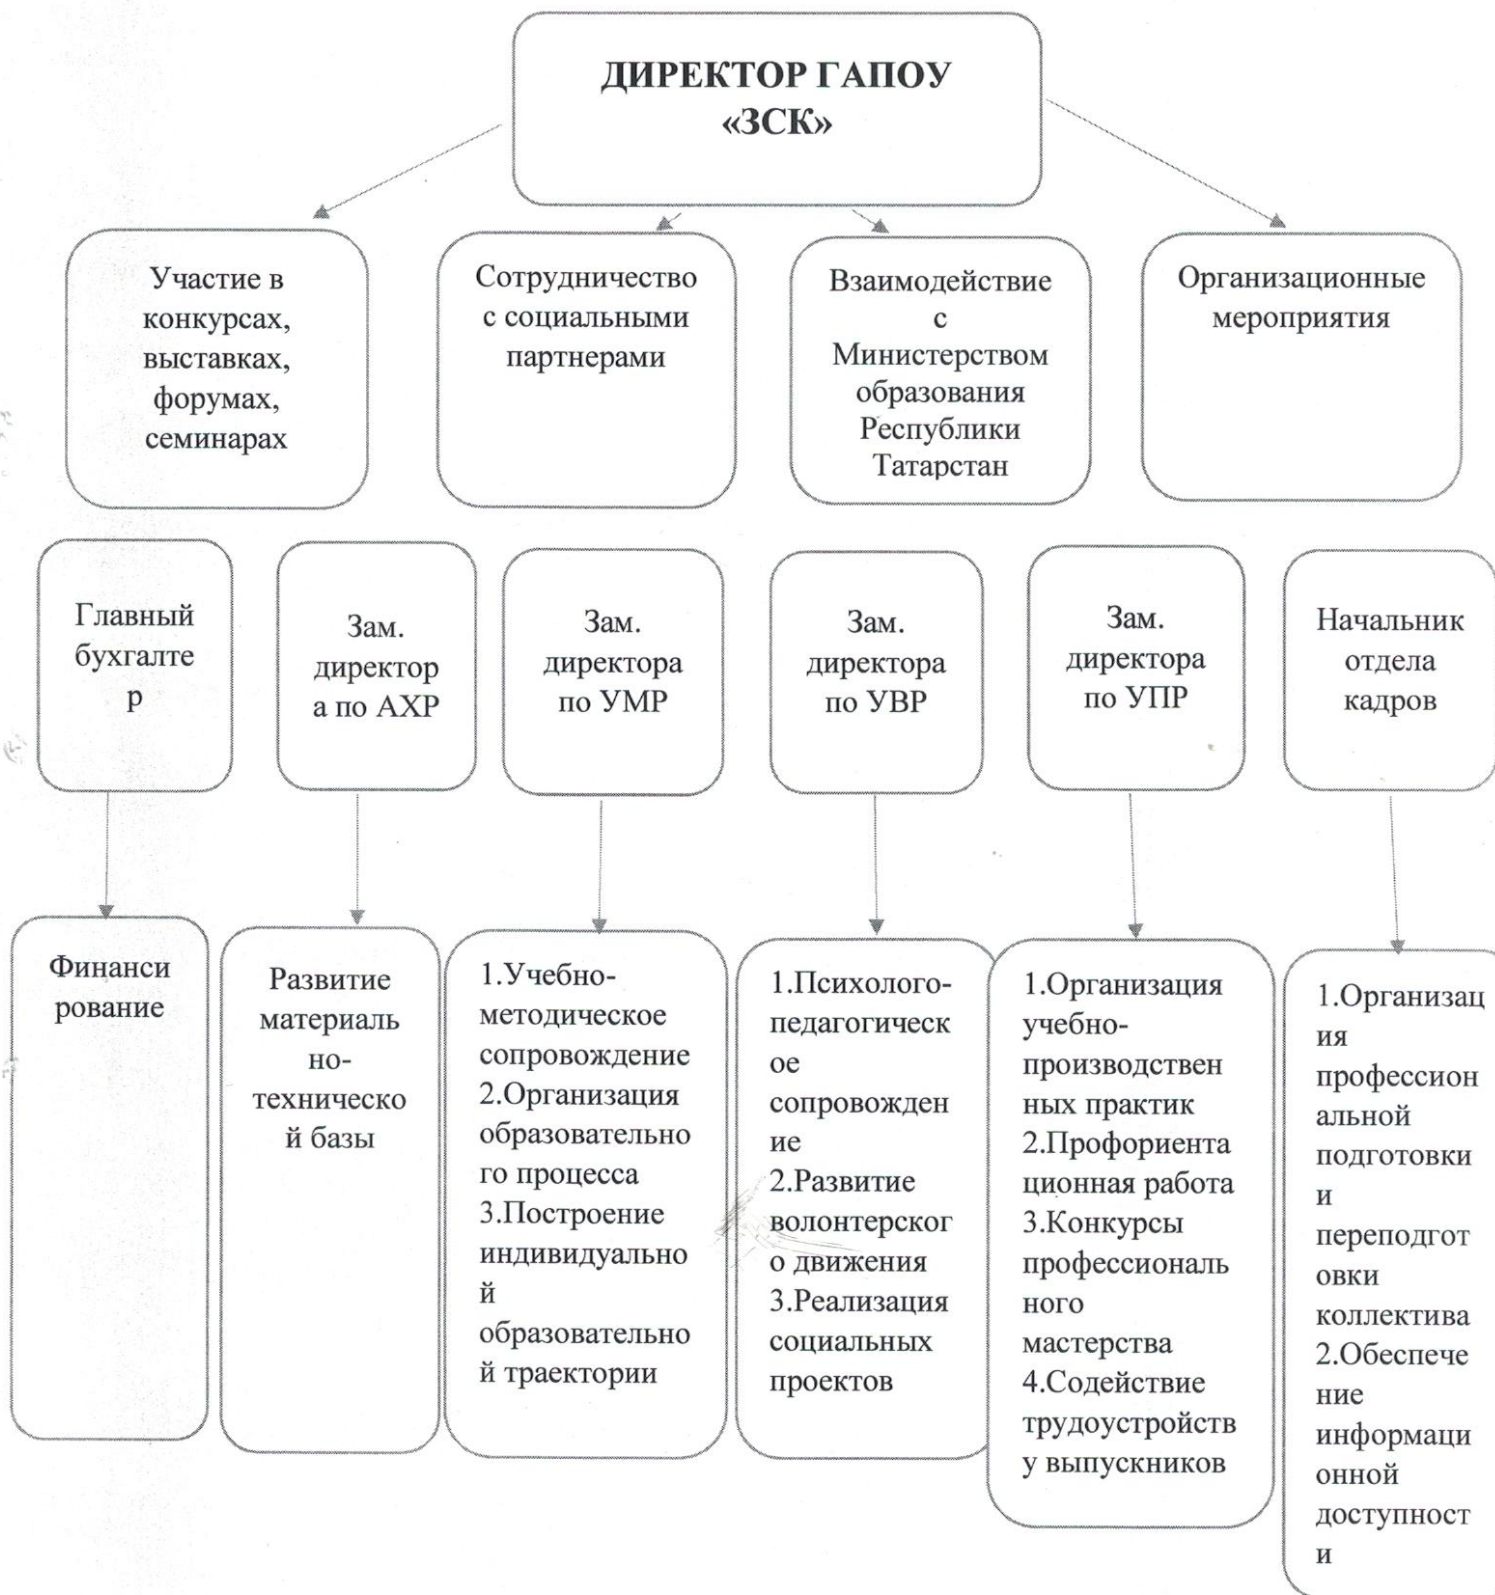 ДИРЕКТОР ГАПОУ
«ЗСК»
Участие в
конкурсах,
выставках,
форумах,
семинарах
Сотрудничество
с социальными
партнерами
Взаимодействие
с
Министерством
образования
Республики
Татарстан
Организационные
мероприятия
Главный
бухгалте
р
Зам.
директор
а по АХР
Зам.
директора
по УМР
Зам.
директора
по УВР
Зам.
директора
по УПР
Начальник
отдела
кадров
Финанси
рование
Развитие
материаль
но-
техническо
й базы
1.Учебно-
методическое
сопровождение
2.Организация
образовательно
го процесса
3.Построение
индивидуально
й
образовательно
й траектории
1.Психолого-
педагогическ
ое
сопровожден
ие
2.Развитие
волонтерског
о движения
3.Реализация
социальных
проектов
1.Организация
учебно-
производствен
ных практик
2.Профориента
ционная работа
3.Конкурсы
профессиональ
ного
мастерства
4.Содействие
трудоустройств
у выпускников
1.Организац
ия
профессион
альной
подготовки
и
переподгот
овки
коллектива
2.Обеспече
ние
информаци
онной
доступност
и